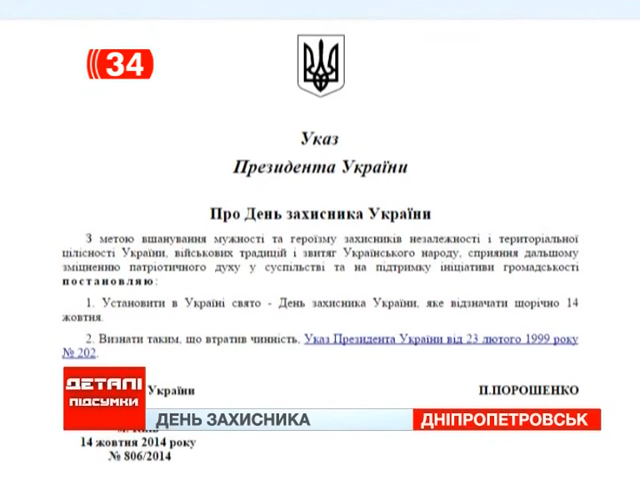 34
Указ
Президента України
Про День захисника України
З метою вшанування мужності та героїзму захисників незалежності і територіальної
цілісності України, військових традицій і звитяг Українського народу, сприяння дальшому
зміцненню патріотичного духу у суспільстві та на підтримку ініціативи громадськості
постановляю:
1. Установити в Україні свято - День захисника України, яке відзначати щорічно 14
жовтня.
2. Визнати таким, що втратив чинність, Указ Президента України від 23 лютого 1999 року
№ 202.
України П.ПОРОШЕНКО
ДЕТАЛІ
ПІДСУМКИ
ДЕНЬ ЗАХИСНИКА ДНІПРОПЕТРОВСЬК
14 жовтня 2014 року
№ 806/2014